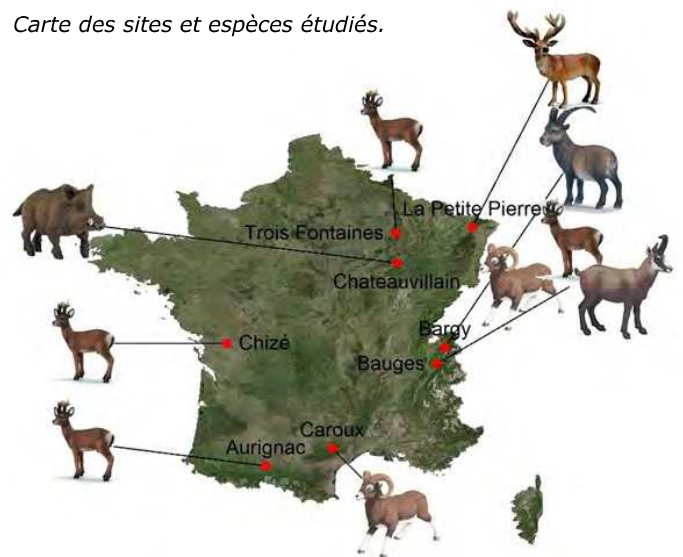 Carte des sites et espèces étudiés.
La Petite Pierre
Trois Fontaines
Chateauvillain
Bargy
Chizé
Bauges
Caroux
Aurignac